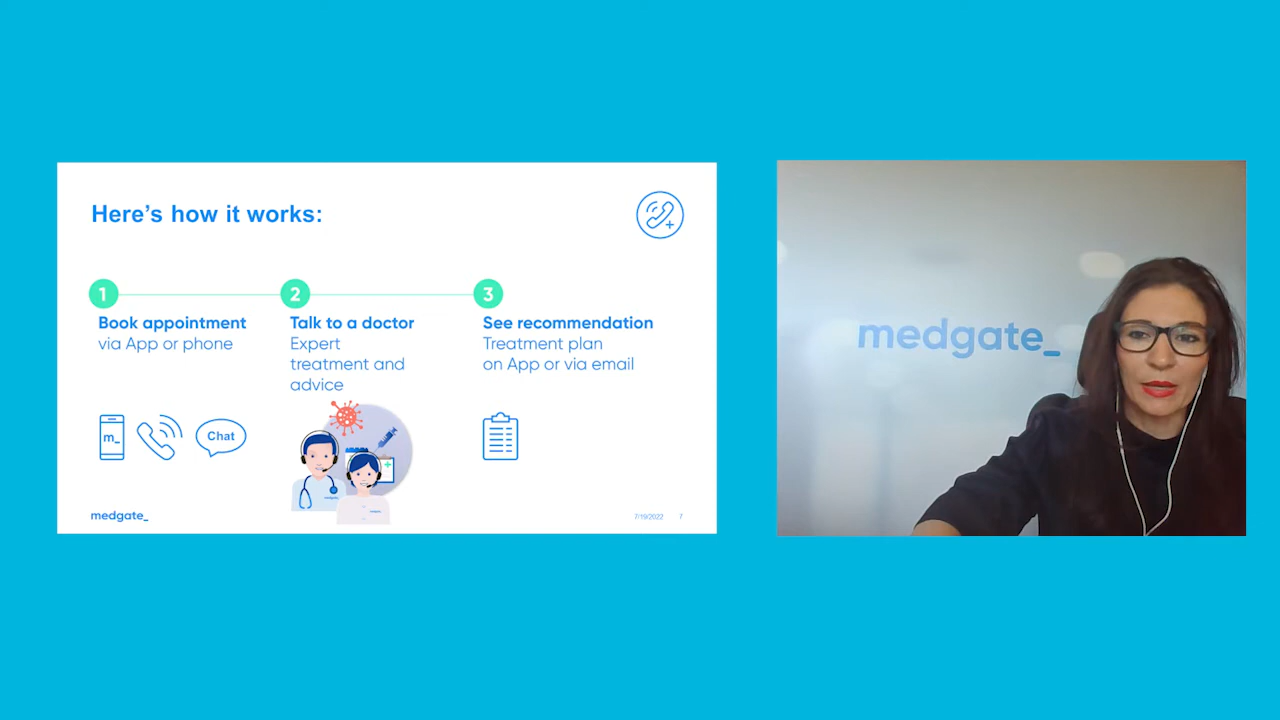 Here's how it works:
1
2
3
Book appointment
via App or phone
Talk to a doctor
Expert
treatment and
advice
See recommendation
Treatment plan
on App or via email
m_
Chat
medgate_
7/19/2022
7
medgate_